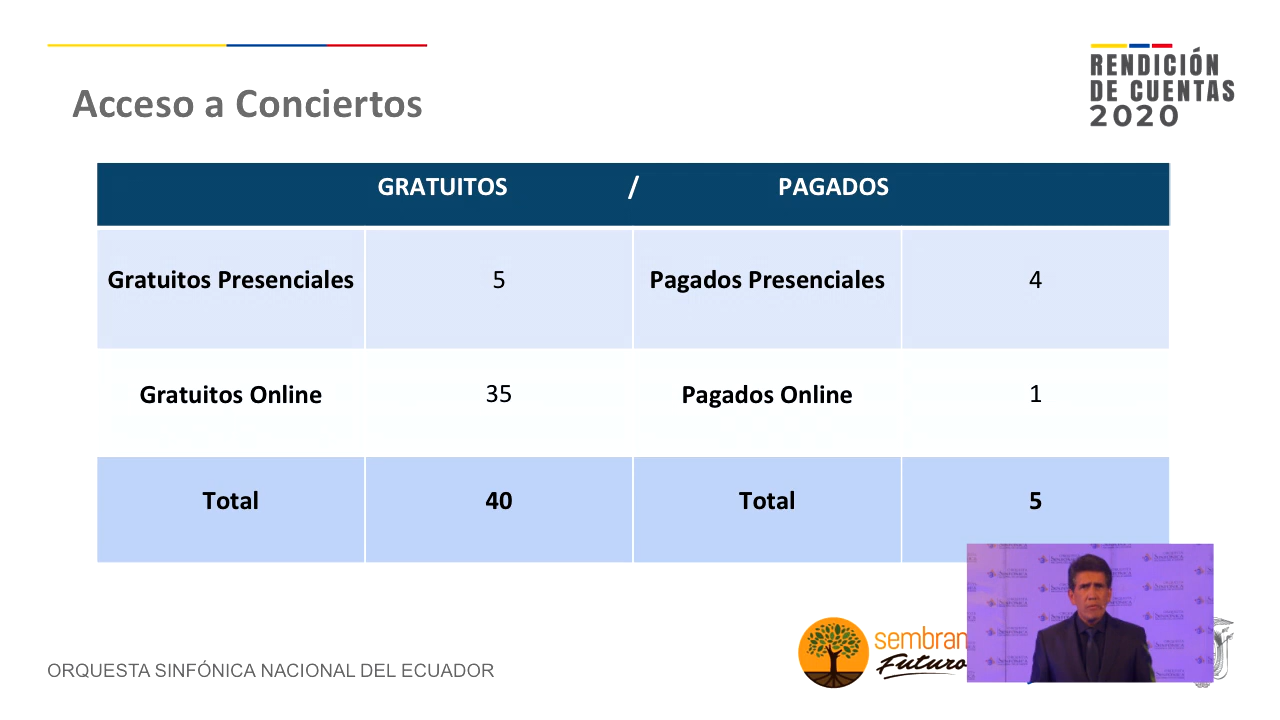 RENDICIÓN
DE CUENTAS
2020
Acceso a Conciertos
GRATUITOS / PAGADOS
Gratuitos Presenciales 5 Pagados Presenciales 4
Gratuitos Online 35 Pagados Online 1
Total 40 Total 5
sembran
Futuro
ORQUESTA SINFÓNICA NACIONAL DEL ECUADOR